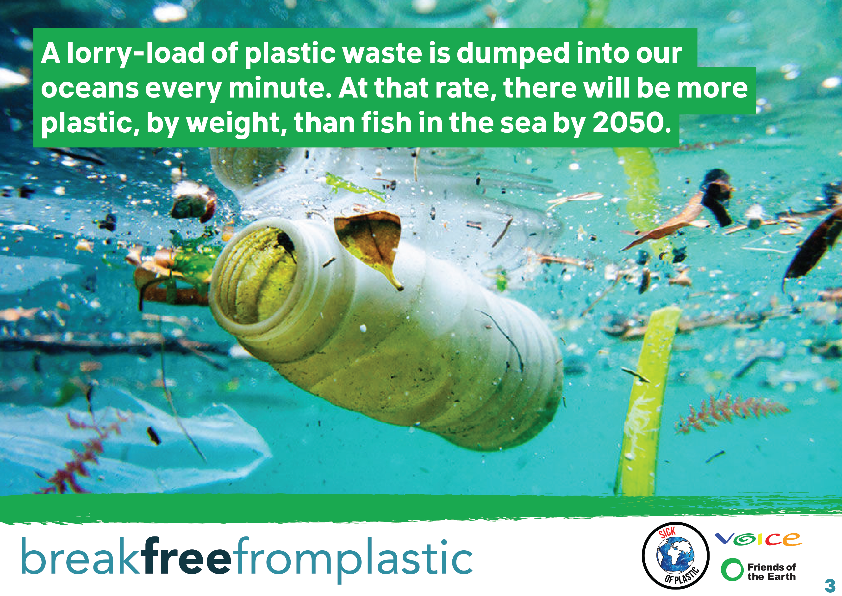 A lorry-load of plastic waste is dumped into our
oceans every minute. At that rate, there will be more
plastic, by weight, than fish in the sea by 2050.
breakfreefromplastic
SICK
OF PLASTIC
VOICE
Friends of
the Earth
3